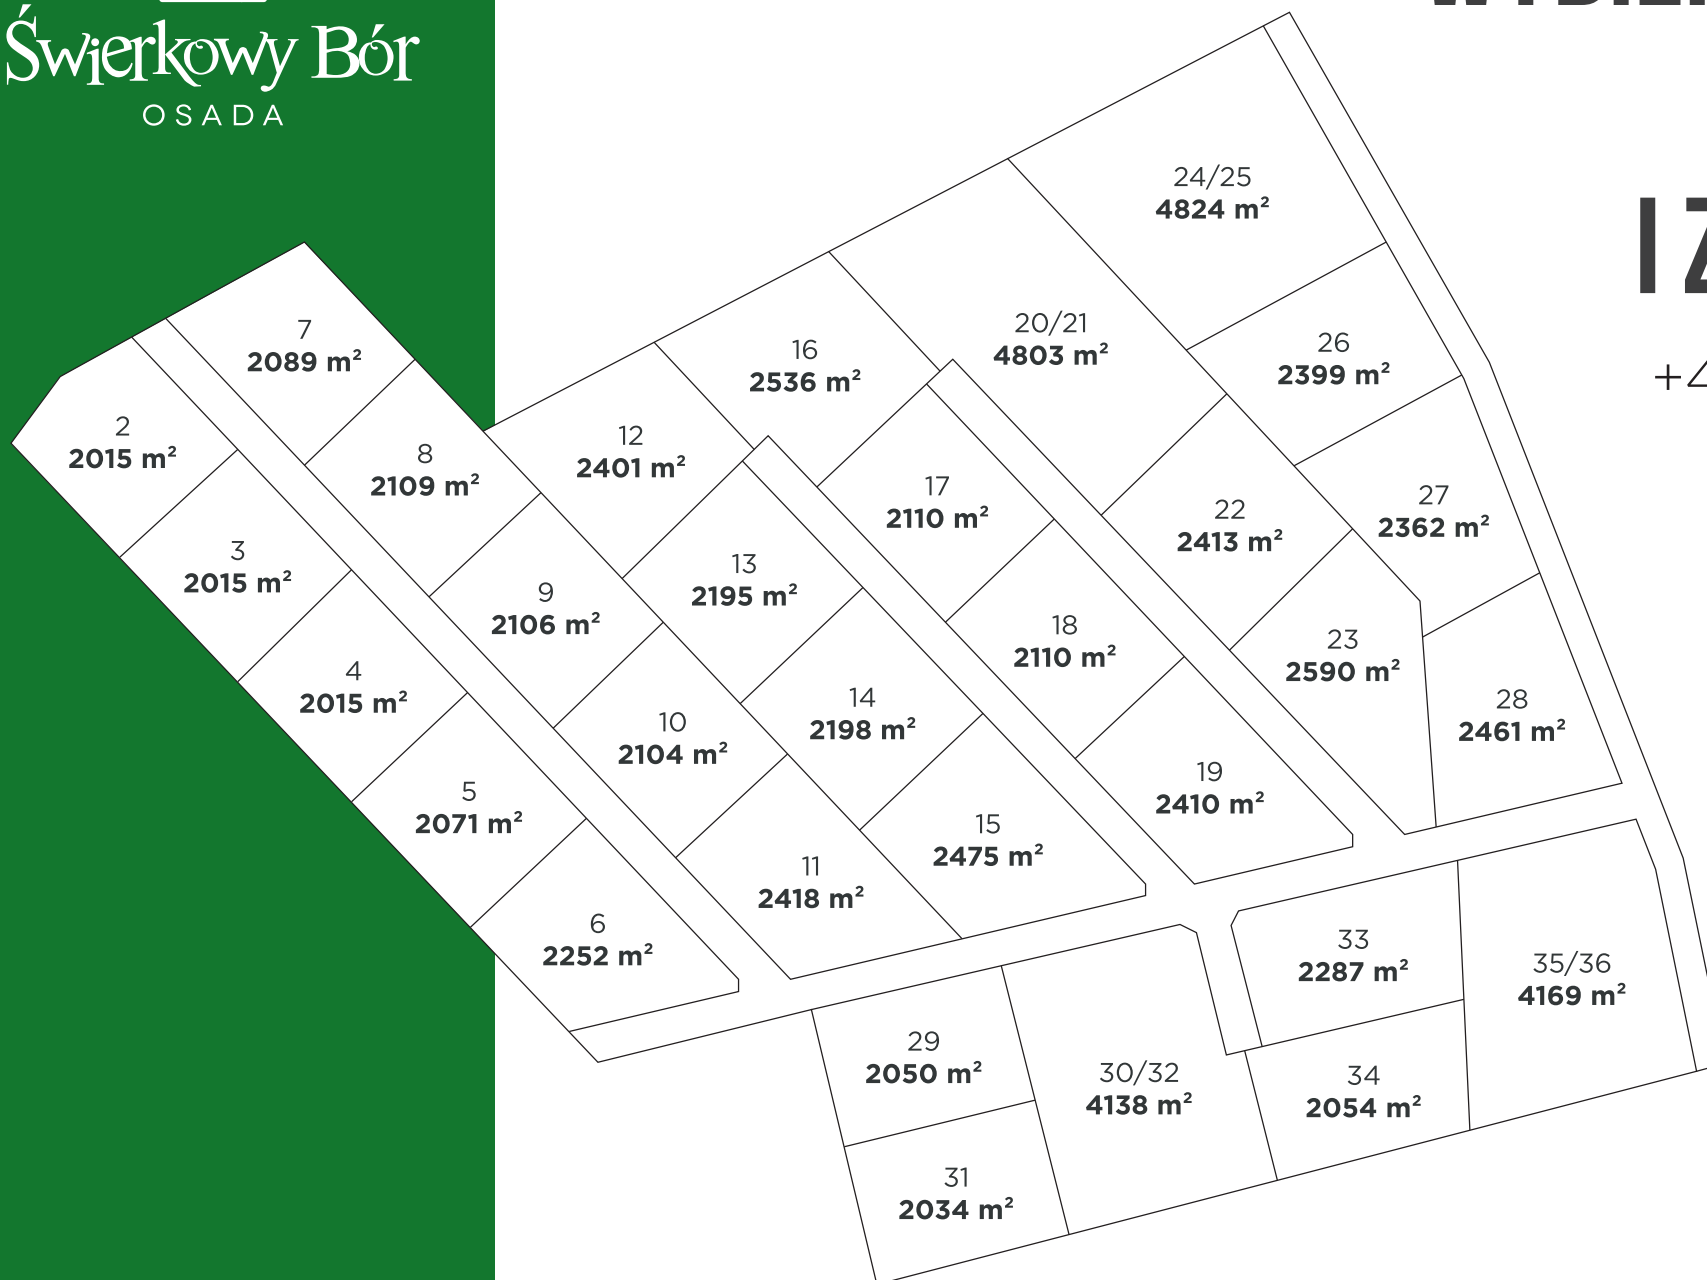 Świerkowy Bór
OSADA
24/25
4824 m²
20/21
4803 m²
7
2089 m²
16
2536 m²
26
2399 m²
2
2015 m²
12
2401 m²
8
2109 m²
17
2110 m²
27
2362 m²
22
2413 m²
3
2015 m²
13
2195 m²
9
2106 m²
18
2110 m²
23
2590 m²
4
2015 m²
14
2198 m²
28
2461 m²
10
2104 m²
19
2410 m²
5
2071 m²
15
2475 m²
11
2418 m²
6
2252 m²
33
2287 m²
35/36
4169 m²
29
2050 m²
30/32
4138 m²
34
2054 m²
31
2034 m²